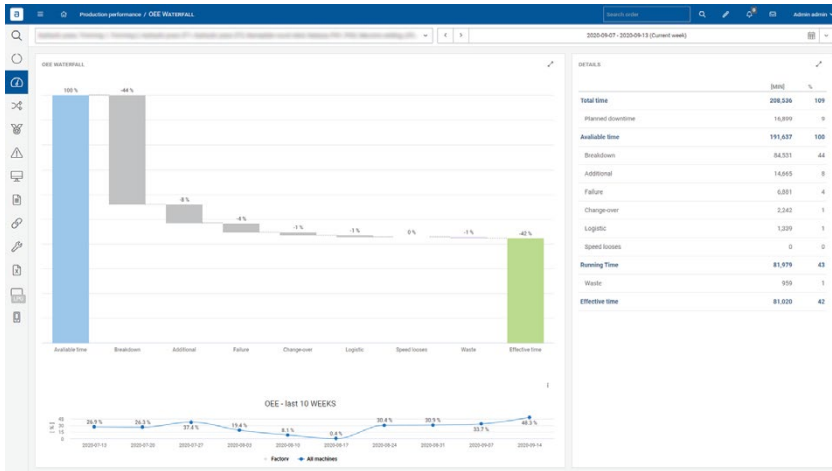 a
Production performance / OEE WATERFALL
Search order
Admin admin
2020-09-07 - 2020-09-13 (Current week)
OEE WATERFALL
100 %
-44 %
-8 %
-4 %
-1 %
-1 %
0 %
-1 %
-42 %
Available time
Breakdown
Additional
Failure
Change-over
Logistic
Speed looses
Waste
Effective time
OEE - last 10 WEEKS
[ % ]
45
30
15
0
26.9 %
26.3 %
37.4 %
19.4 %
8.1 %
0.4 %
30.4 %
30.9 %
33.7 %
48.3 %
2020-07-13
2020-07-20
2020-07-27
2020-08-03
2020-08-10
2020-08-17
2020-08-24
2020-08-31
2020-09-07
2020-09-14
Factory
All machines
DETAILS
[MIN] %
Total time 208,536 109
Planned downtime 16,899 9
Available time 191,637 100
Breakdown 84,531 44
Additional 14,665 8
Failure 6,881 4
Change-over 2,242 1
Logistic 1,339 1
Speed looses 0 0
Running Time 81,979 43
Waste 959 1
Effective time 81,020 42